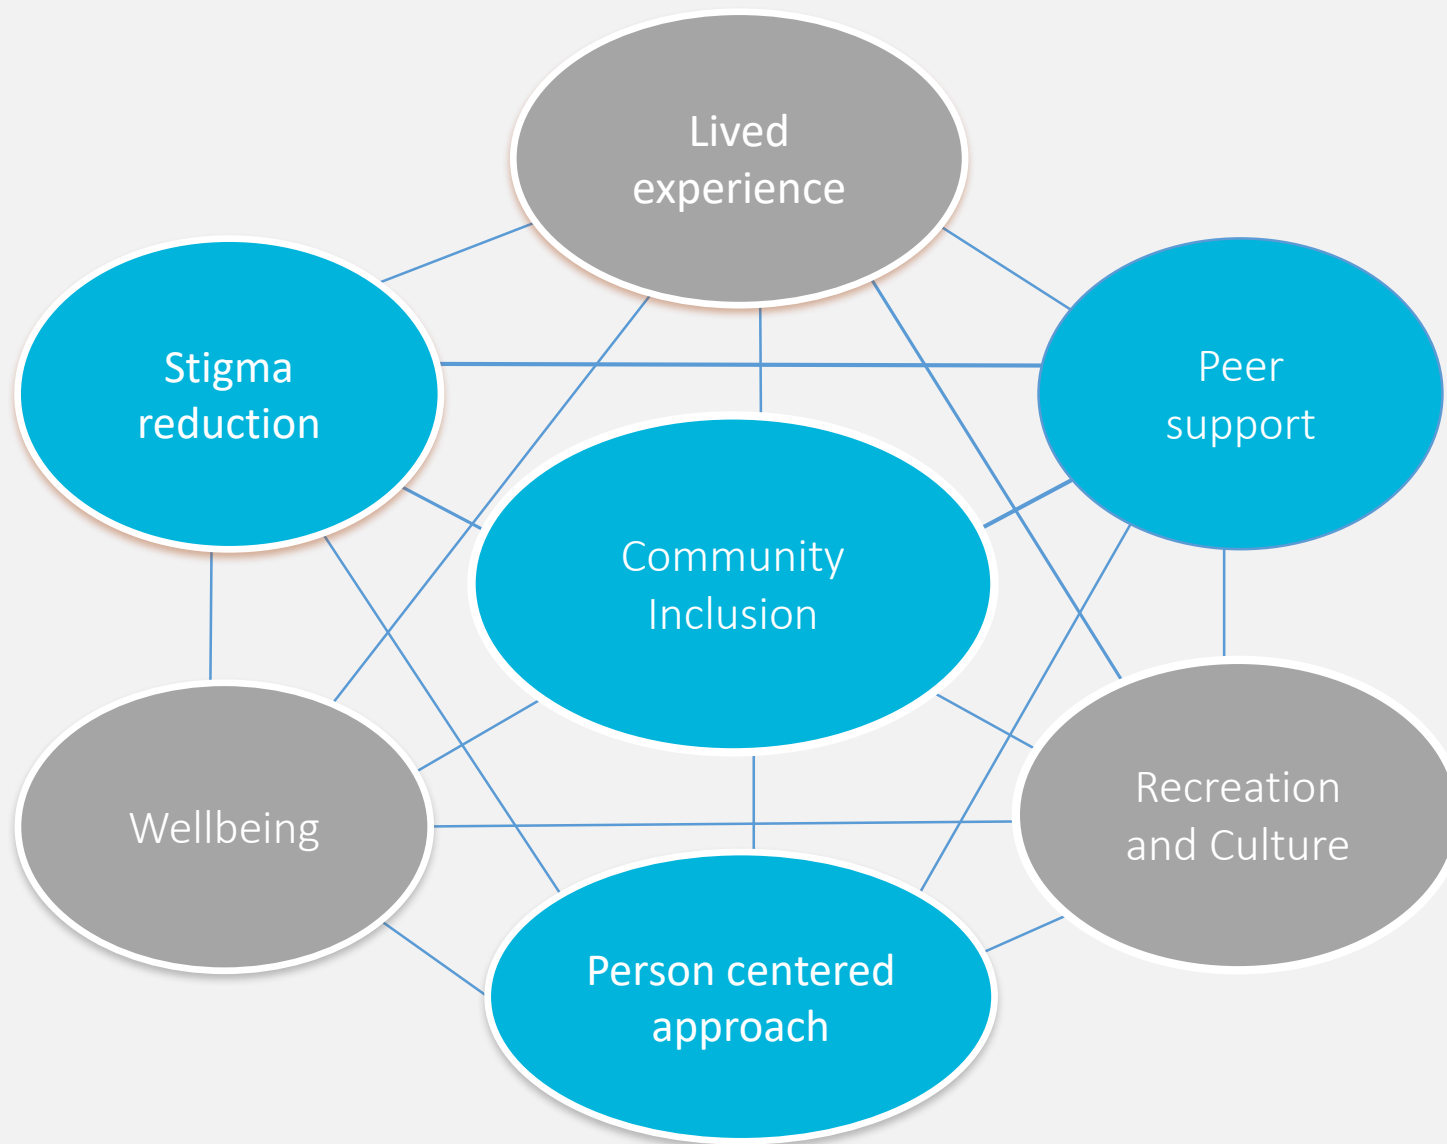 Lived
experience
Stigma
reduction
Peer
support
Community
Inclusion
Wellbeing
Recreation
and Culture
Person centered
approach